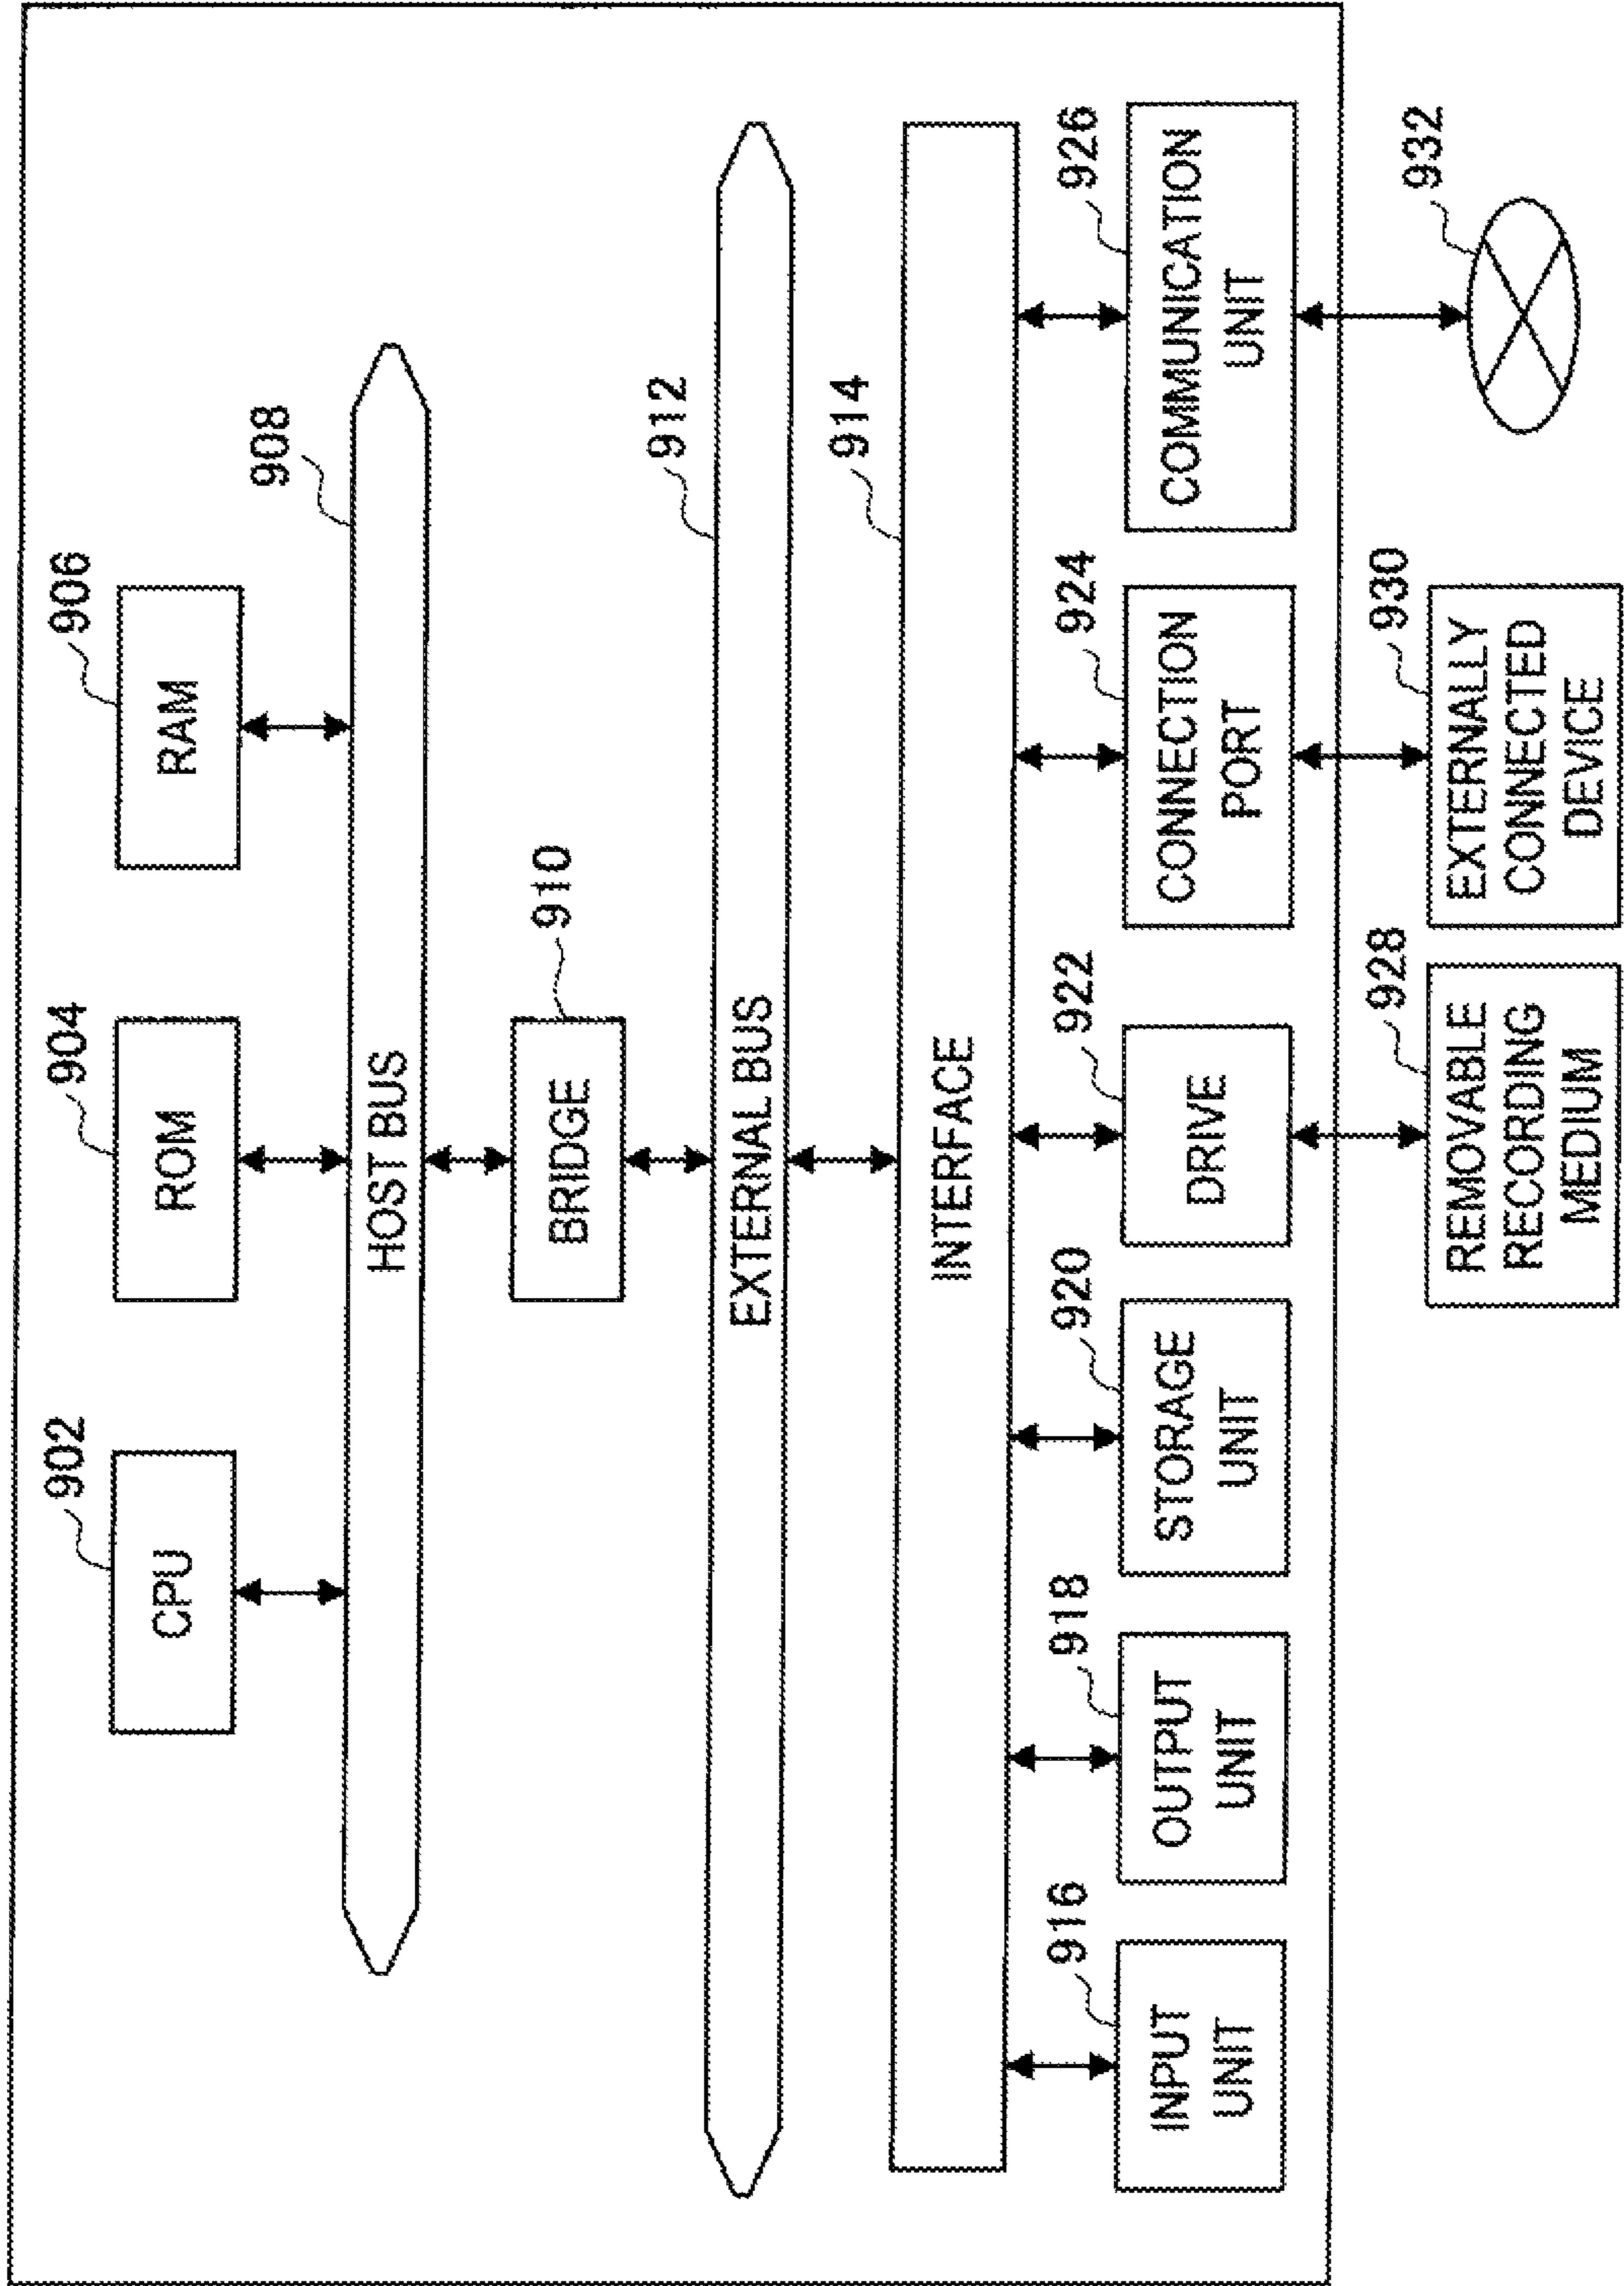 902
904
906
CPU
ROM
RAM
908
HOST BUS
910
BRIDGE
912
EXTERNAL BUS
914
INTERFACE
916
918
920
922
924
926
INPUT
UNIT
OUTPUT
UNIT
STORAGE
UNIT
DRIVE
CONNECTION
PORT
COMMUNICATION
UNIT
928
930
932
REMOVABLE
RECORDING
MEDIUM
EXTERNALLY
CONNECTED
DEVICE